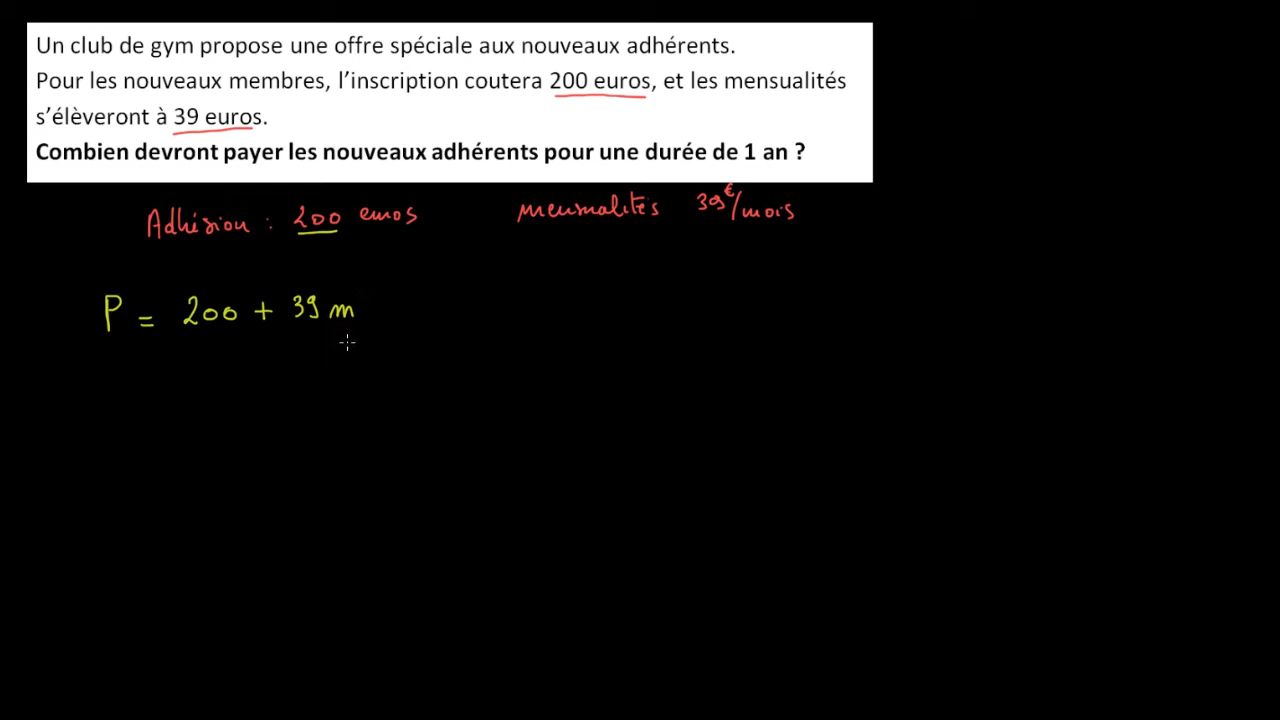 Un club de gym propose une offre spéciale aux nouveaux adhérents.
Pour les nouveaux membres, l'inscription coutera 200 euros, et les mensualités
s'élèveront à 39 euros.
Combien devront payer les nouveaux adhérents pour une durée de 1 an ?
Adhésion : 200 euros mensualités 39€/mois
P = 200 + 39 m